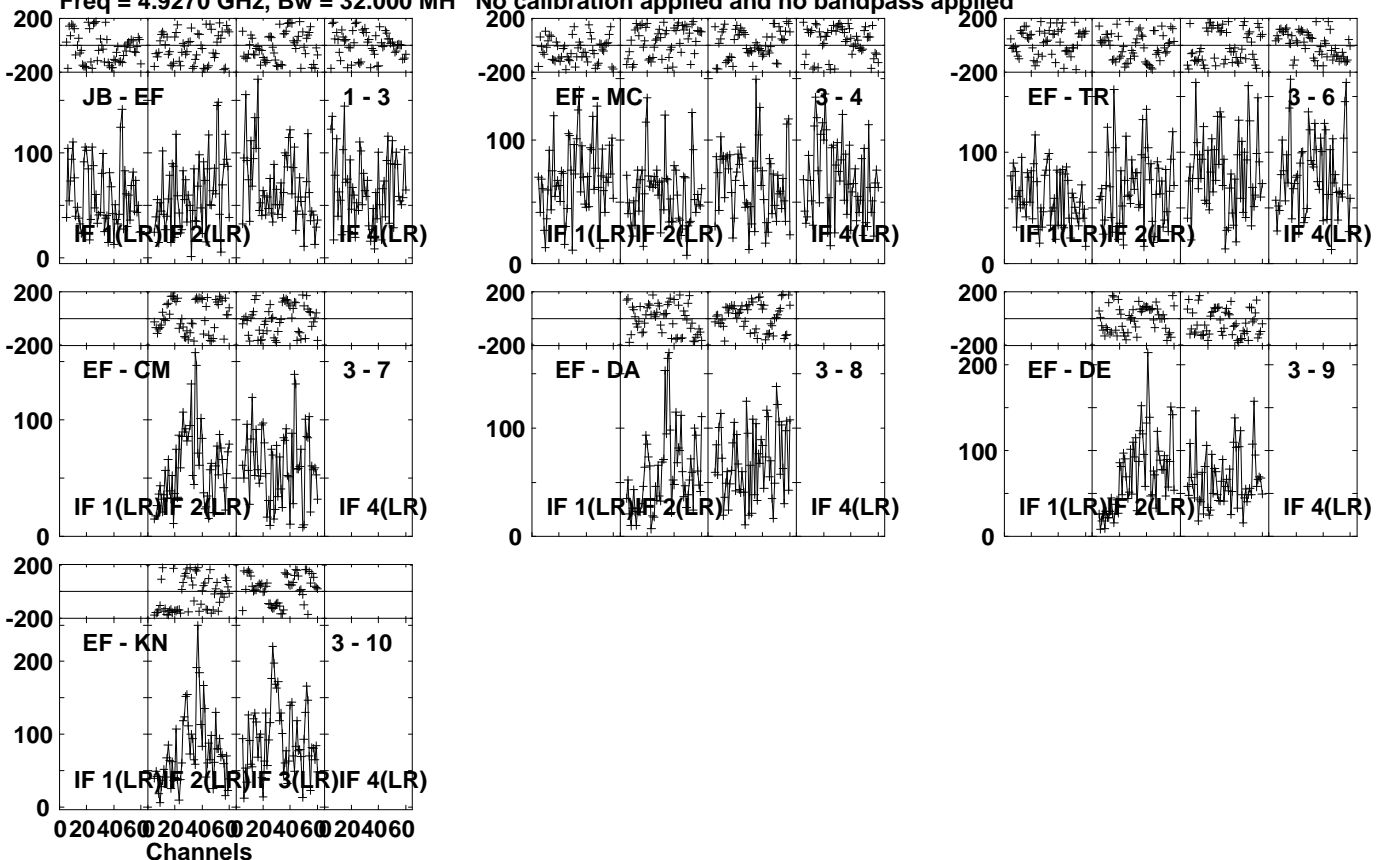 Freq = 4.9270 GHz, Bw = 32.000 MH No calibration applied and no bandpass applied
200
-200
JB - EF 1 - 3
100
IF 1(LR) IF 2(LR) IF 4(LR)
0
200
-200
EF - MC 3 - 4
100
IF 1(LR) IF 2(LR) IF 4(LR)
0
200
-200
EF - TR 3 - 6
100
IF 1(LR) IF 2(LR) IF 4(LR)
0
200
-200
EF - CM 3 - 7
100
IF 1(LR) IF 2(LR) IF 4(LR)
0
200
-200
EF - DA 3 - 8
100
IF 1(LR) IF 2(LR) IF 4(LR)
0
200
-200
200
EF - DE 3 - 9
100
IF 1(LR) IF 2(LR) IF 4(LR)
0
200
-200
EF - KN 3 - 10
200
100
IF 1(LR) IF 2(LR) IF 3(LR) IF 4(LR)
0
0 20 40 60 0 20 40 60 0 20 40 60 0 20 40 60
Channels